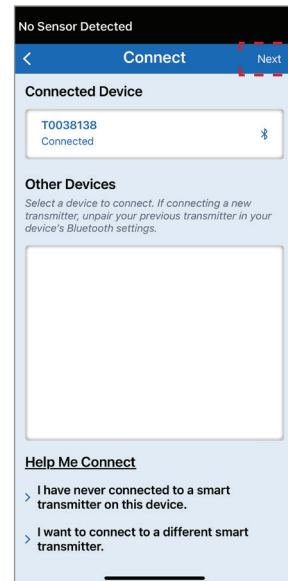 No Sensor Detected
Connect
Next
Connected Device
T0038138
Connected
Other Devices
Select a device to connect. If connecting a new
transmitter, unpair your previous transmitter in your
device's Bluetooth settings.
Help Me Connect
I have never connected to a smart
transmitter on this device.
I want to connect to a different smart
transmitter.